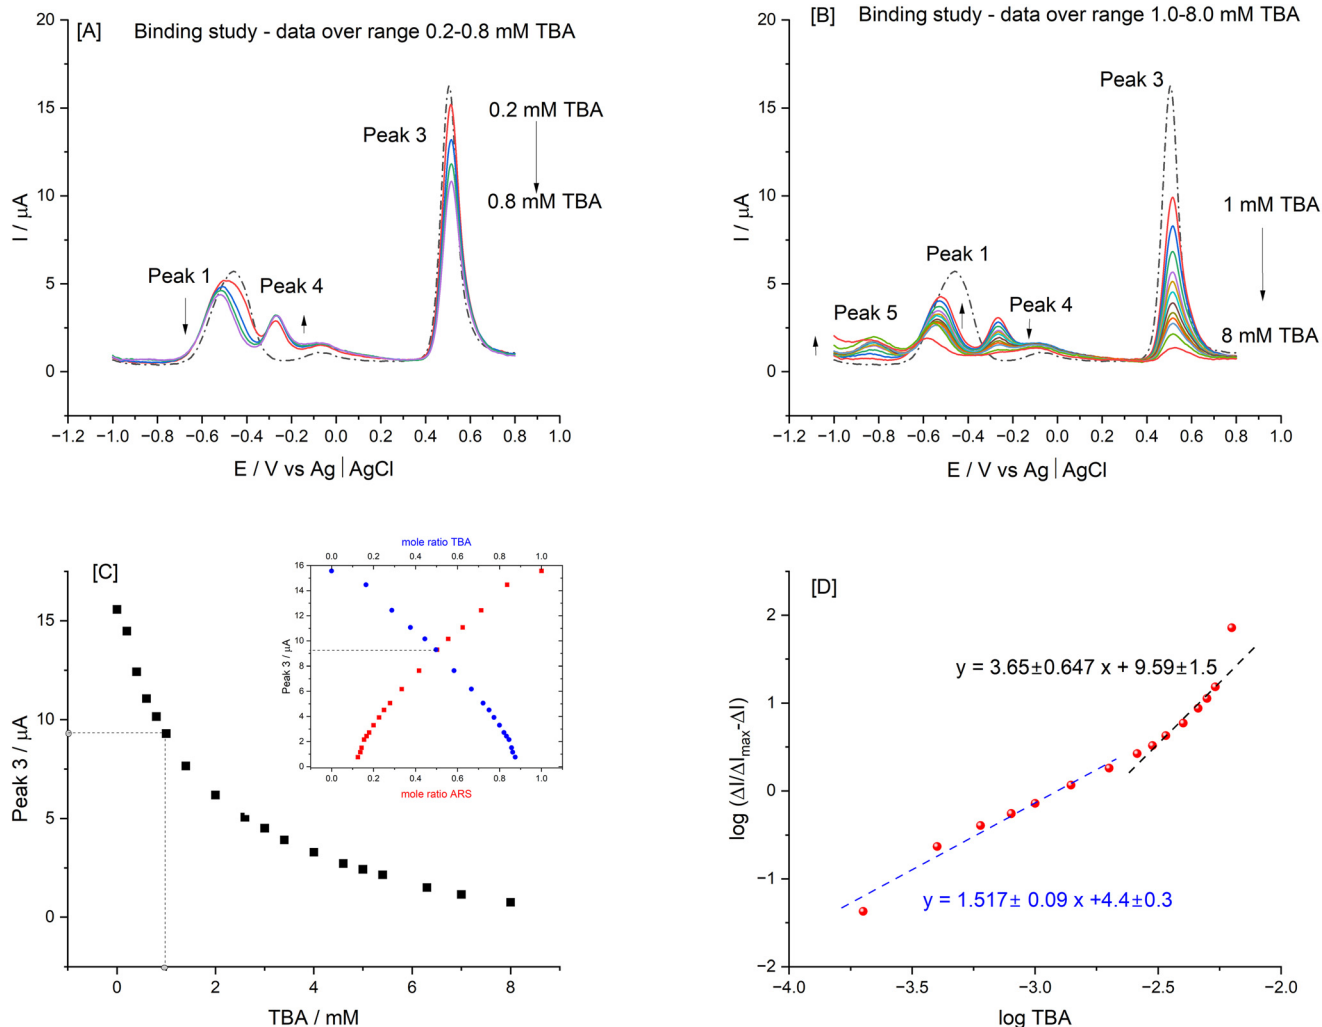 [A] Binding study - data over range 0.2-0.8 mM TBA
20
15
10
5
0
I / μA
Peak 3
0.2 mM TBA
0.8 mM TBA
Peak 1
Peak 4
−1.2 −1.0 −0.8 −0.6 −0.4 −0.2 0.0 0.2 0.4 0.6 0.8 1.0
E / V vs Ag | AgCl
[B] Binding study - data over range 1.0-8.0 mM TBA
20
15
10
5
0
I / μA
Peak 3
1 mM TBA
Peak 1
Peak 5
Peak 4
8 mM TBA
−1.2 −1.0 −0.8 −0.6 −0.4 −0.2 0.0 0.2 0.4 0.6 0.8 1.0
E / V vs Ag | AgCl
[C]
15
10
5
0
Peak 3 / μA
0 2 4 6 8
TBA / mM
mole ratio TBA
0.0 0.2 0.4 0.6 0.8 1.0
16
14
12
10
8
6
4
2
0
Peak 3 / μA
0.0 0.2 0.4 0.6 0.8 1.0
mole ratio ARS
[D]
2
1
0
−1
−2
log (ΔI/ΔImax-ΔI)
y = 3.65±0.647 x + 9.59±1.5
y = 1.517± 0.09 x +4.4±0.3
−4.0 −3.5 −3.0 −2.5 −2.0
log TBA